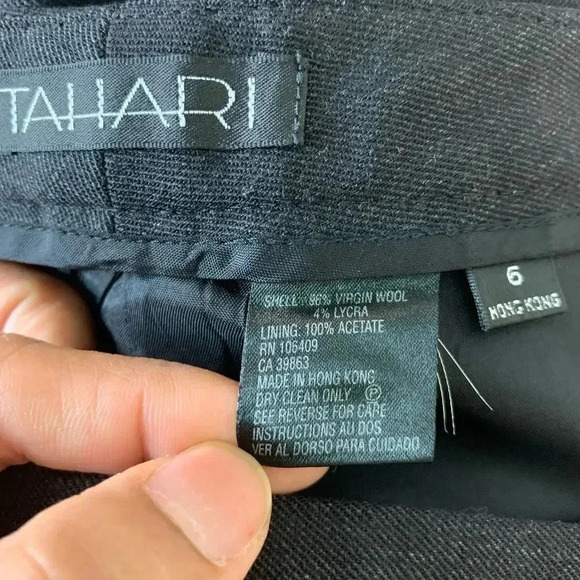 TAHARI
6
HONG KONG
SHELL: 96% VIRGIN WOOL
4% LYCRA
LINING: 100% ACETATE
RN 106409
CA 39863
MADE IN HONG KONG
DRY CLEAN ONLY Ⓟ
SEE REVERSE FOR CARE
INSTRUCTIONS AU DOS
VER AL DORSO PARA CUIDADO